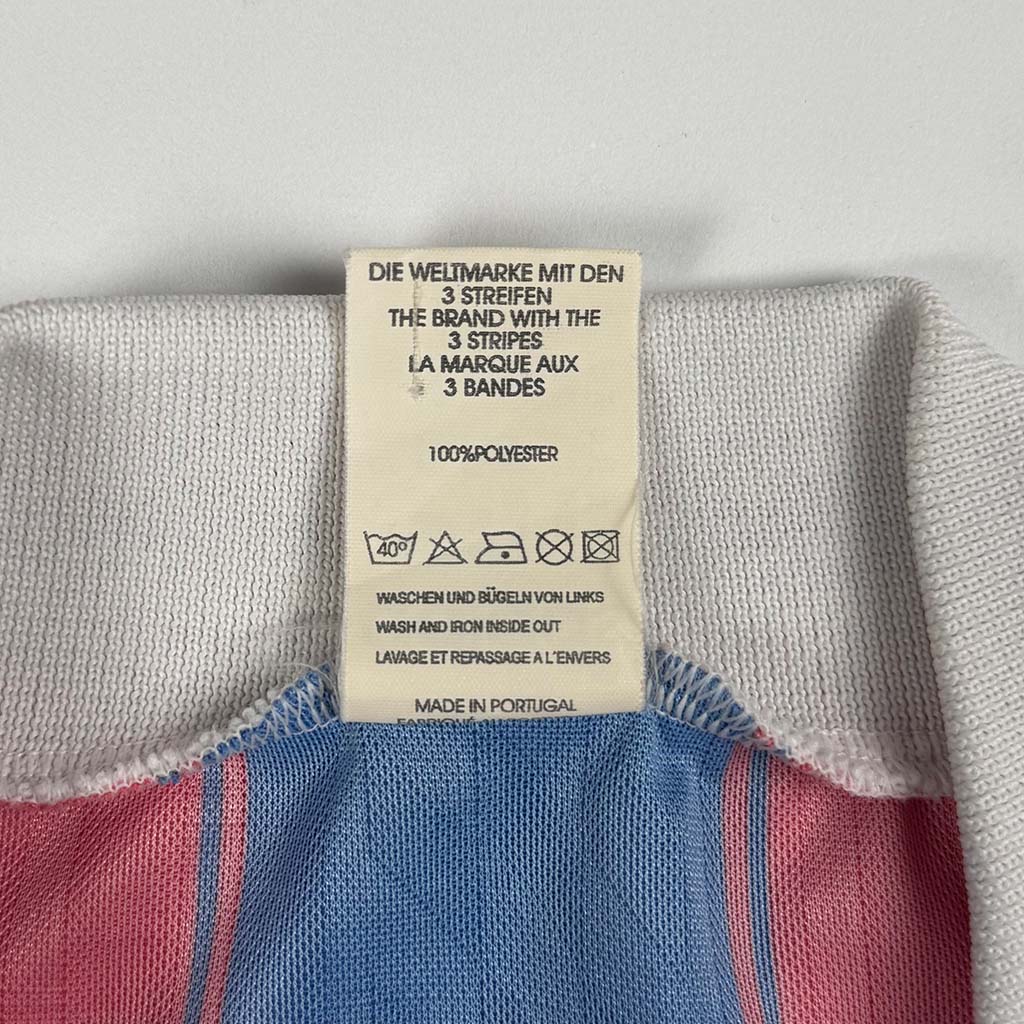 DIE WELTMARKE MIT DEN
3 STREIFEN
THE BRAND WITH THE
3 STRIPES
LA MARQUE AUX
3 BANDES
100%POLYESTER
40°
WASCHEN UND BÜGELN VON LINKS
WASH AND IRON INSIDE OUT
LAVAGE ET REPASSAGE A L'ENVERS
MADE IN PORTUGAL